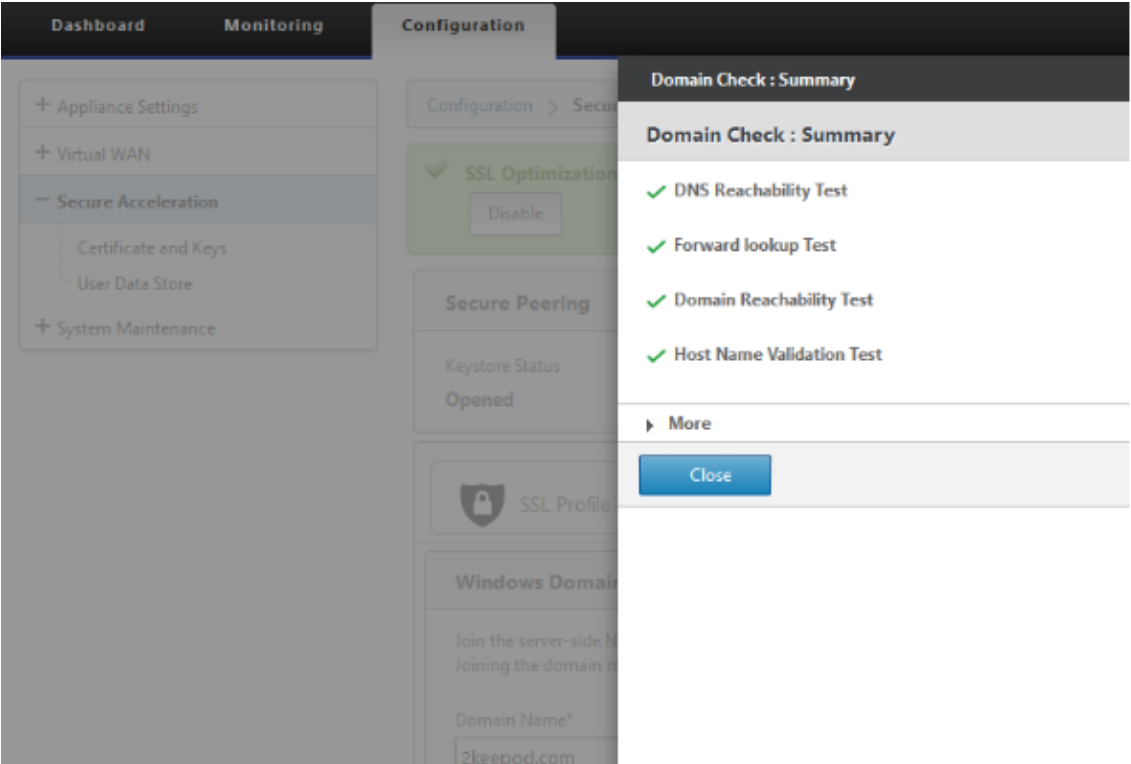 Dashboard
Monitoring
Configuration
+ Appliance Settings
+ Virtual WAN
− Secure Acceleration
Certificate and Keys
User Data Store
+ System Maintenance
Configuration > Secur
SSL Optimization
Disable
Secure Peering
Keystore Status
Opened
SSL Profile
Windows Domain
Join the server-side N
Joining the domain m
Domain Name*
2keepod.com
Domain Check : Summary
Domain Check : Summary
DNS Reachability Test
Forward lookup Test
Domain Reachability Test
Host Name Validation Test
More
Close